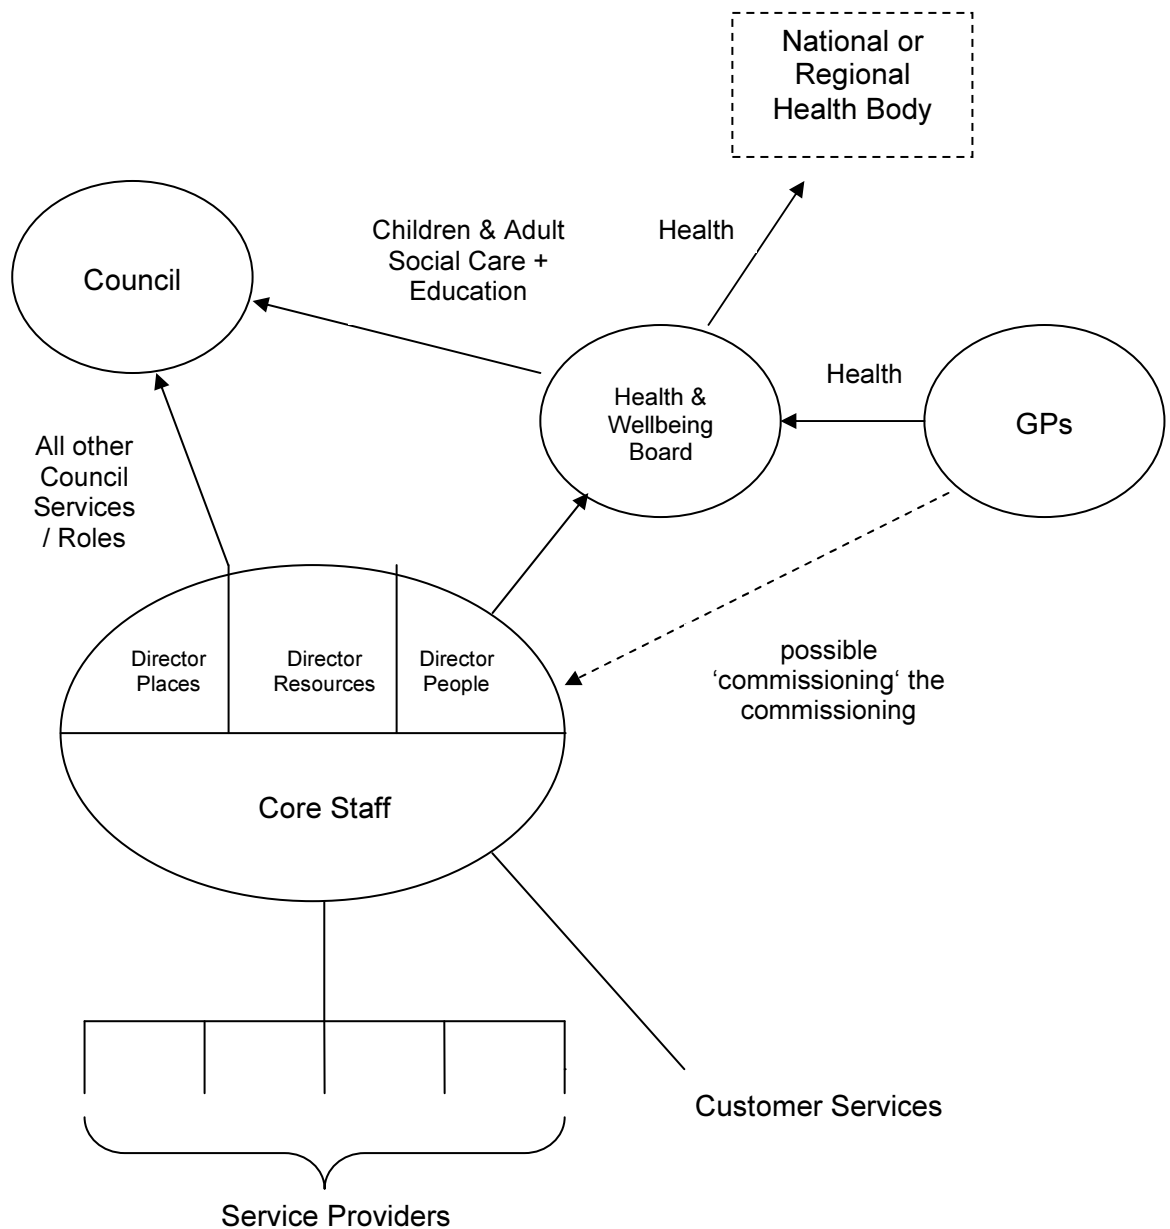 National or
Regional
Health Body
Children & Adult
Social Care +
Education
Health
Council
Health &
Wellbeing
Board
Health
GPs
All other
Council
Services
/ Roles
Director
Places
Director
Resources
Director
People
possible
‘commissioning‘ the
commissioning
Core Staff
Customer Services
Service Providers